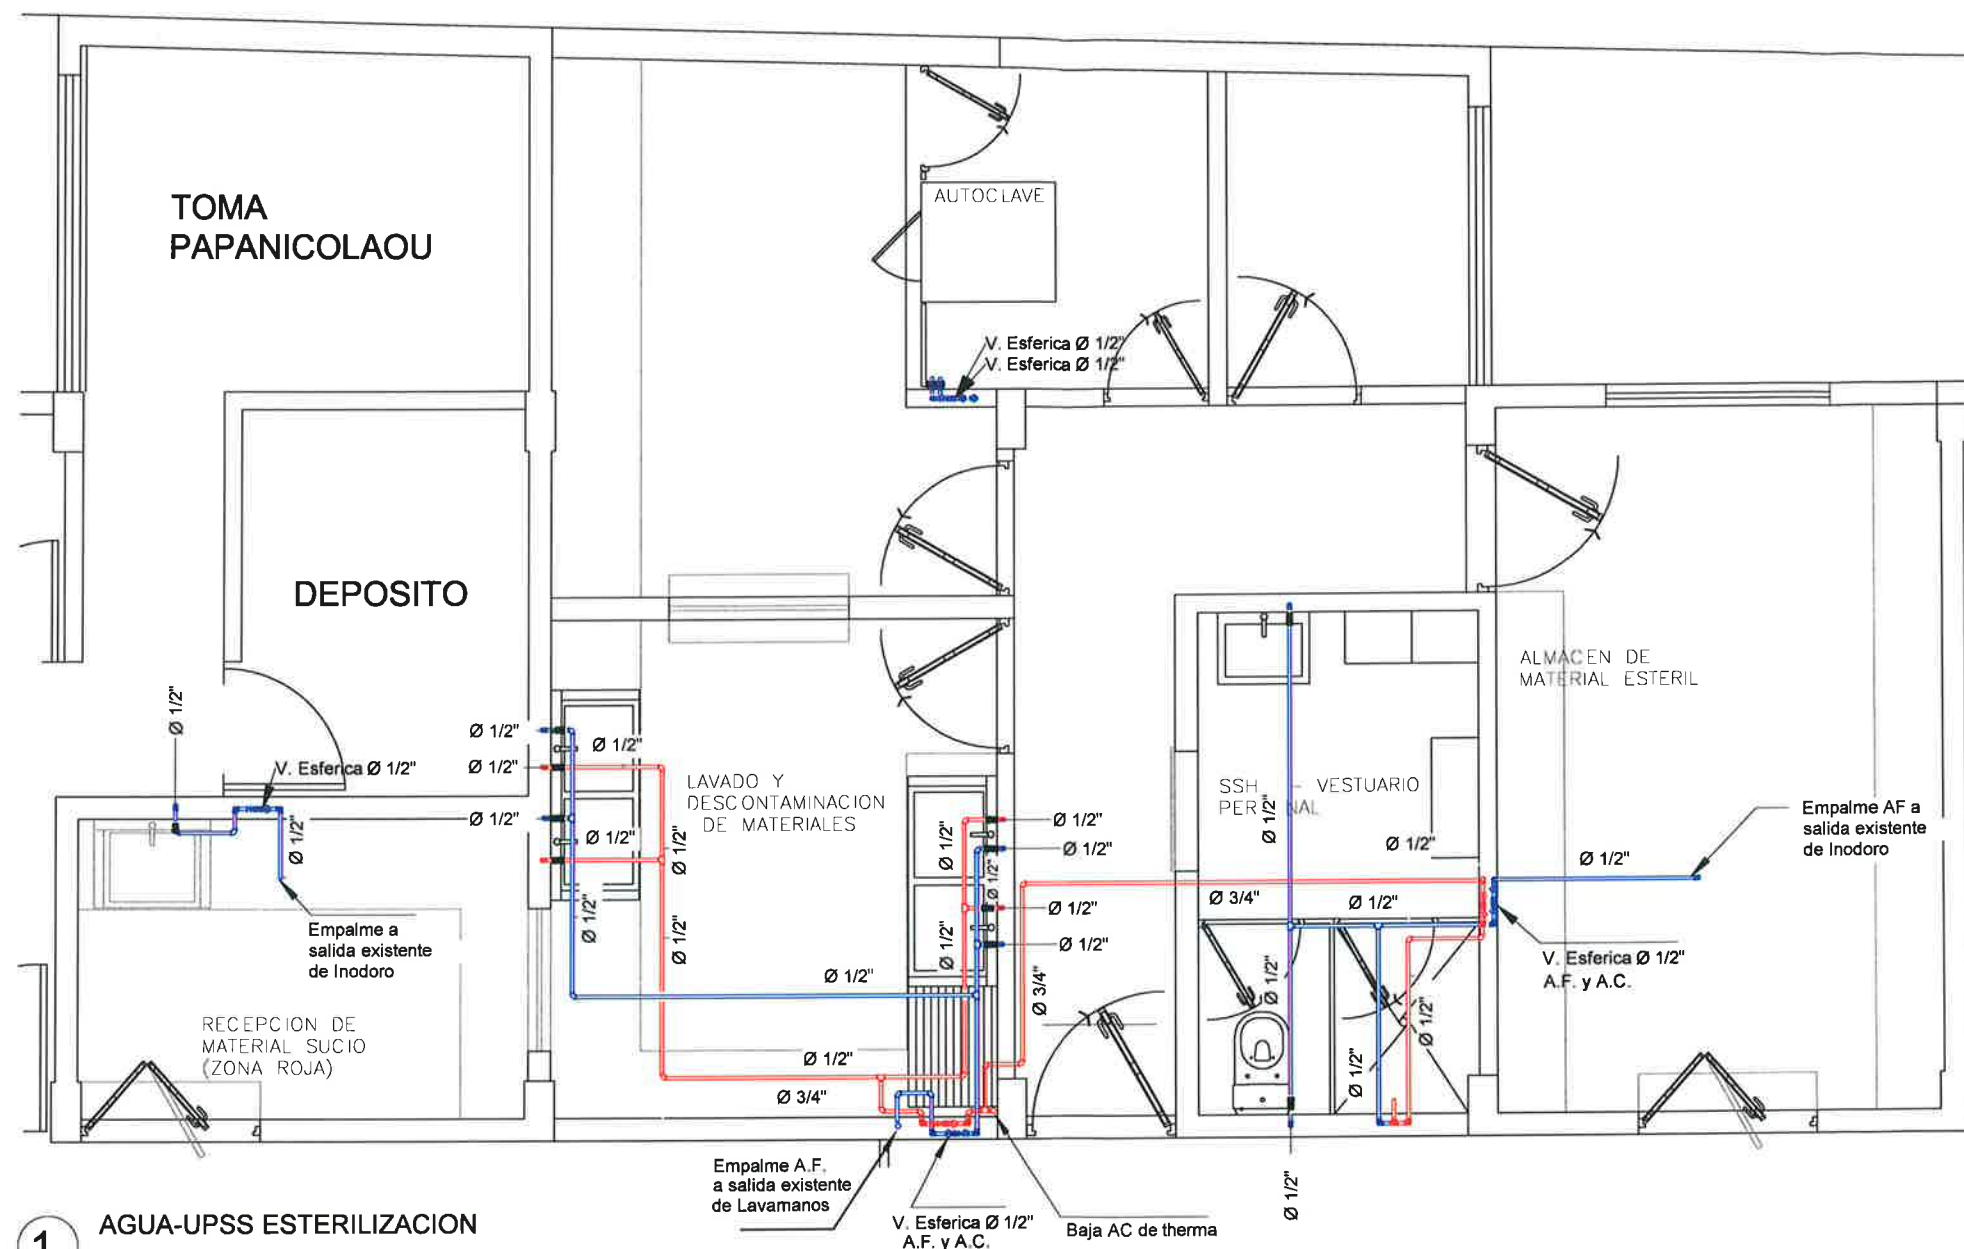 TOMA
PAPANICOLAOU
AUTOCLAVE
V. Esferica Ø 1/2"
V. Esferica Ø 1/2"
DEPOSITO
ALMACEN DE
MATERIAL ESTERIL
Ø 1/2"
Ø 1/2"
Ø 1/2"
V. Esferica Ø 1/2"
Ø 1/2"
Ø 1/2"
Ø 1/2"
Ø 1/2"
Ø 1/2"
Ø 1/2"
Ø 1/2"
Ø 1/2"
LAVADO Y
DESCONTAMINACION
DE MATERIALES
Ø 1/2"
Ø 1/2"
Ø 1/2"
Ø 1/2"
Ø 1/2"
Ø 1/2"
Ø 1/2"
SSH - VESTUARIO
PER NAL
Ø 1/2"
Ø 1/2"
Ø 1/2"
Empalme AF a
salida existente
de Inodoro
Ø 3/4"
Ø 1/2"
Empalme a
salida existente
de Inodoro
V. Esferica Ø 1/2"
A.F. y A.C.
Ø 1/2"
Ø 3/4"
Ø 1/2"
Ø 1/2"
Ø 1/2"
RECEPCION DE
MATERIAL SUCIO
(ZONA ROJA)
Ø 1/2"
Ø 3/4"
Empalme A.F.
a salida existente
de Lavamanos
V. Esferica Ø 1/2"
A.F. y A.C.
Baja AC de therma
Ø 1/2"
1
AGUA-UPSS ESTERILIZACION